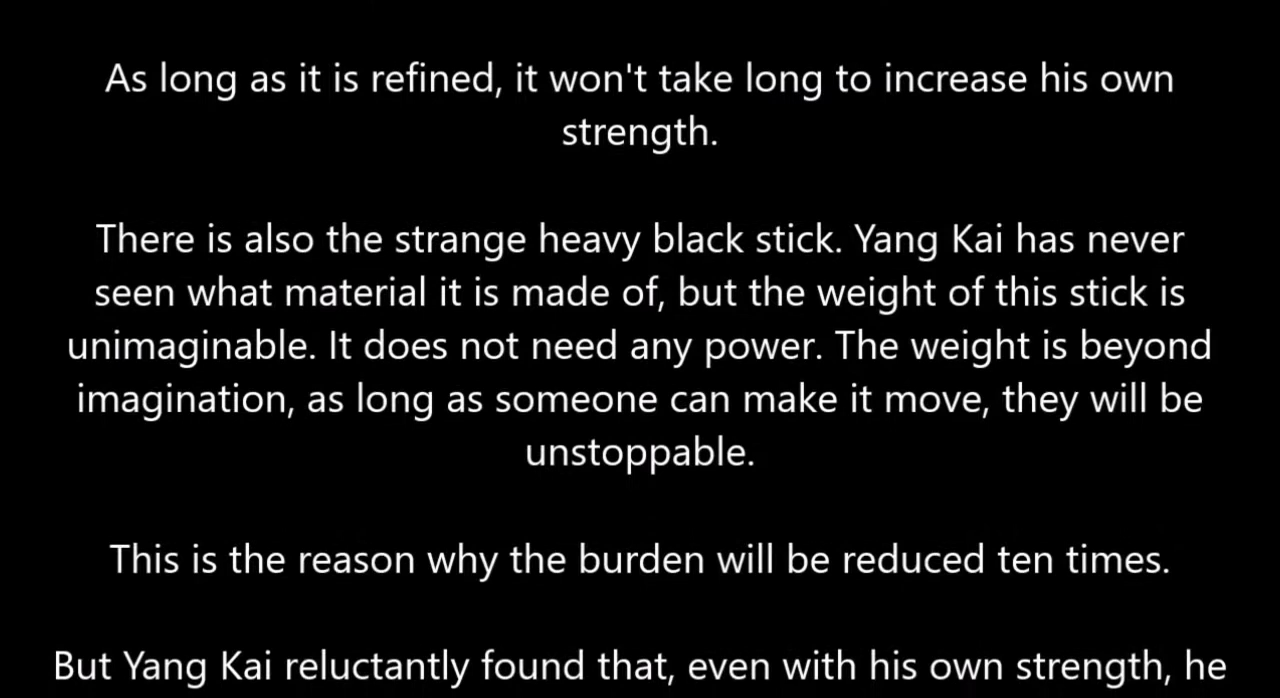 As long as it is refined, it won't take long to increase his own
strength.
There is also the strange heavy black stick. Yang Kai has never
seen what material it is made of, but the weight of this stick is
unimaginable. It does not need any power. The weight is beyond
imagination, as long as someone can make it move, they will be
unstoppable.
This is the reason why the burden will be reduced ten times.
But Yang Kai reluctantly found that, even with his own strength, he